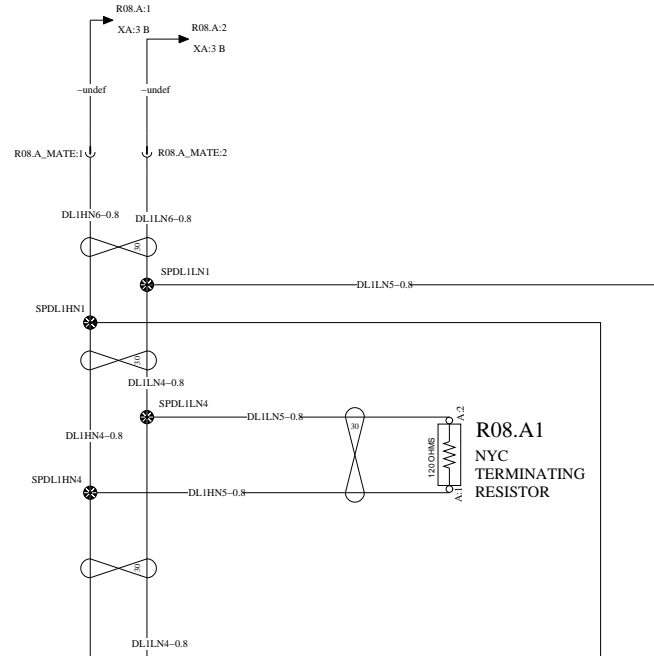 R08.A:1
XA:3 B
R08.A:2
XA:3 B
−undef
−undef
R08.A_MATE:1
R08.A_MATE:2
DL1HN6−0.8
DL1LN6−0.8
30
SPDL1LN1
DL1LN5−0.8
SPDL1HN1
30
DL1LN4−0.8
SPDL1LN4
DL1LN5−0.8
A:2
30
120 OHMS
R08.A1
NYC
TERMINATING
RESISTOR
DL1HN4−0.8
SPDL1HN4
DL1HN5−0.8
A:1
30
DL1LN4−0.8